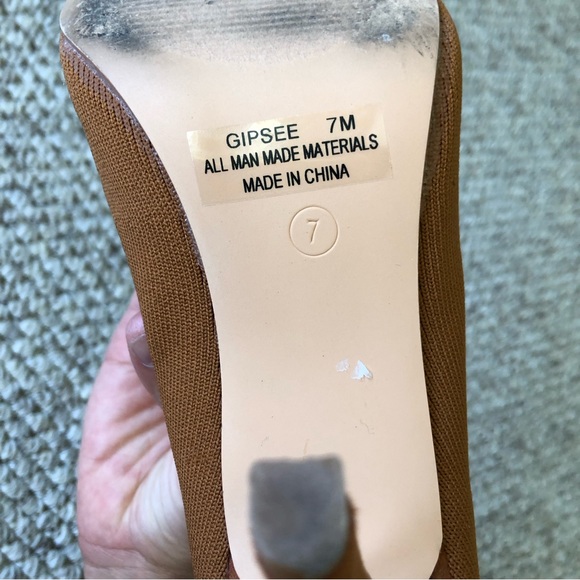 GIPSEE 7M
ALL MAN MADE MATERIALS
MADE IN CHINA
7